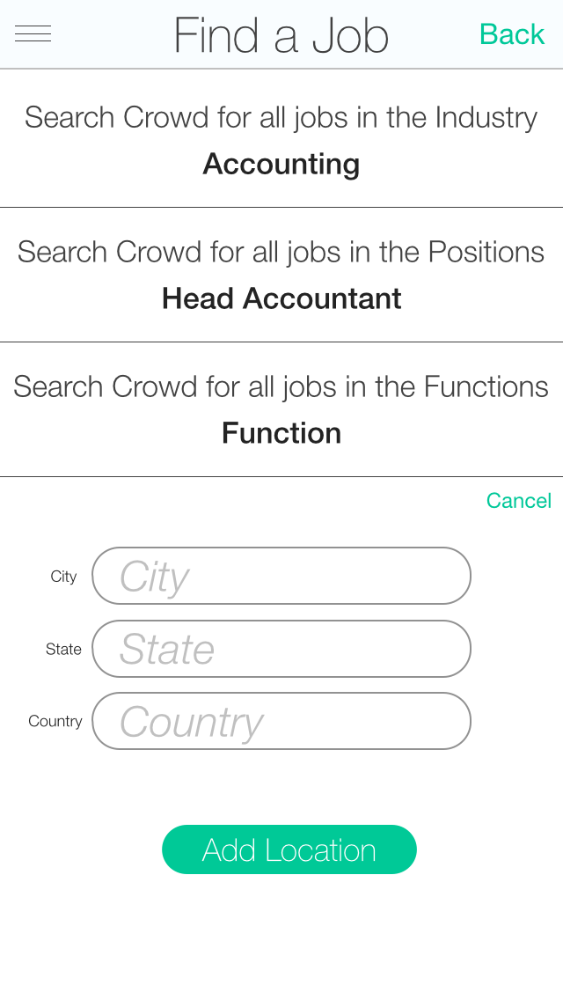 Find a Job
Back
Search Crowd for all jobs in the Industry
Accounting
Search Crowd for all jobs in the Positions
Head Accountant
Search Crowd for all jobs in the Functions
Function
Cancel
City City
State State
Country Country
Add Location